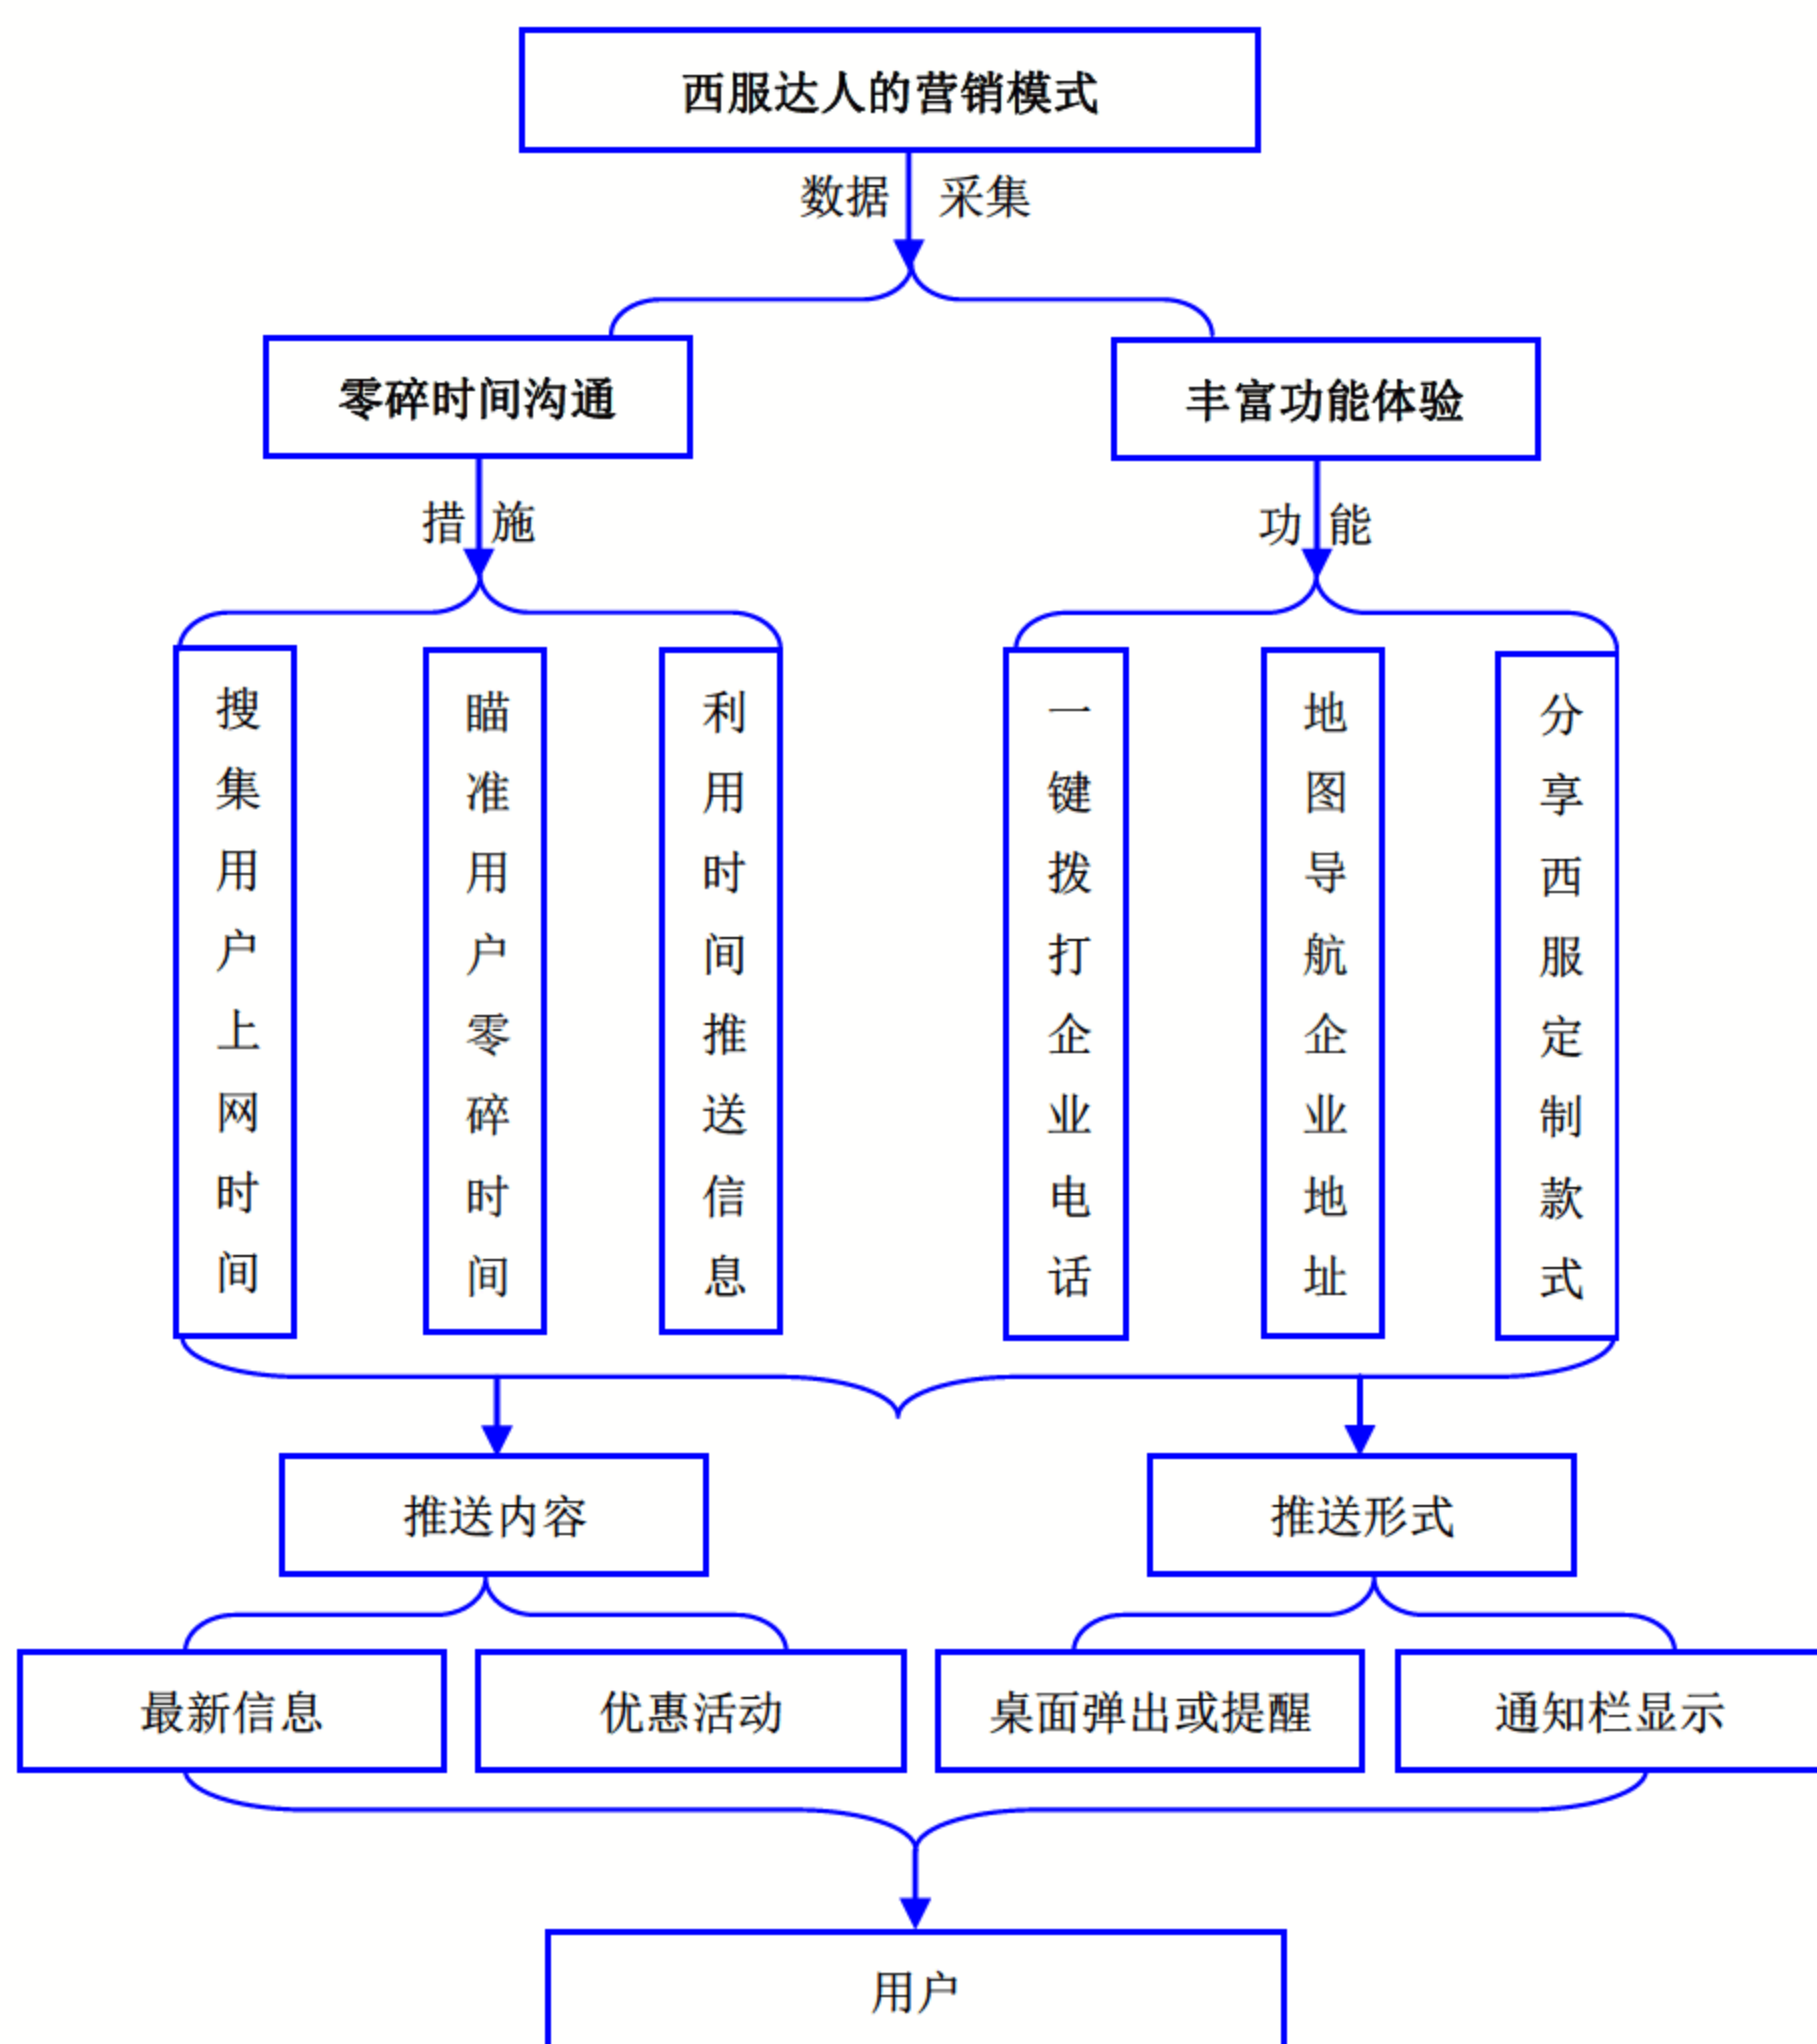 西服达人的营销模式
数据 采集
零碎时间沟通
丰富功能体验
措 施
功 能
搜集用户上网时间
瞄准用户零碎时间
利用时间推送信息
一键拨打企业电话
地图导航企业地址
分享西服定制款式
推送内容
推送形式
最新信息
优惠活动
桌面弹出或提醒
通知栏显示
用户